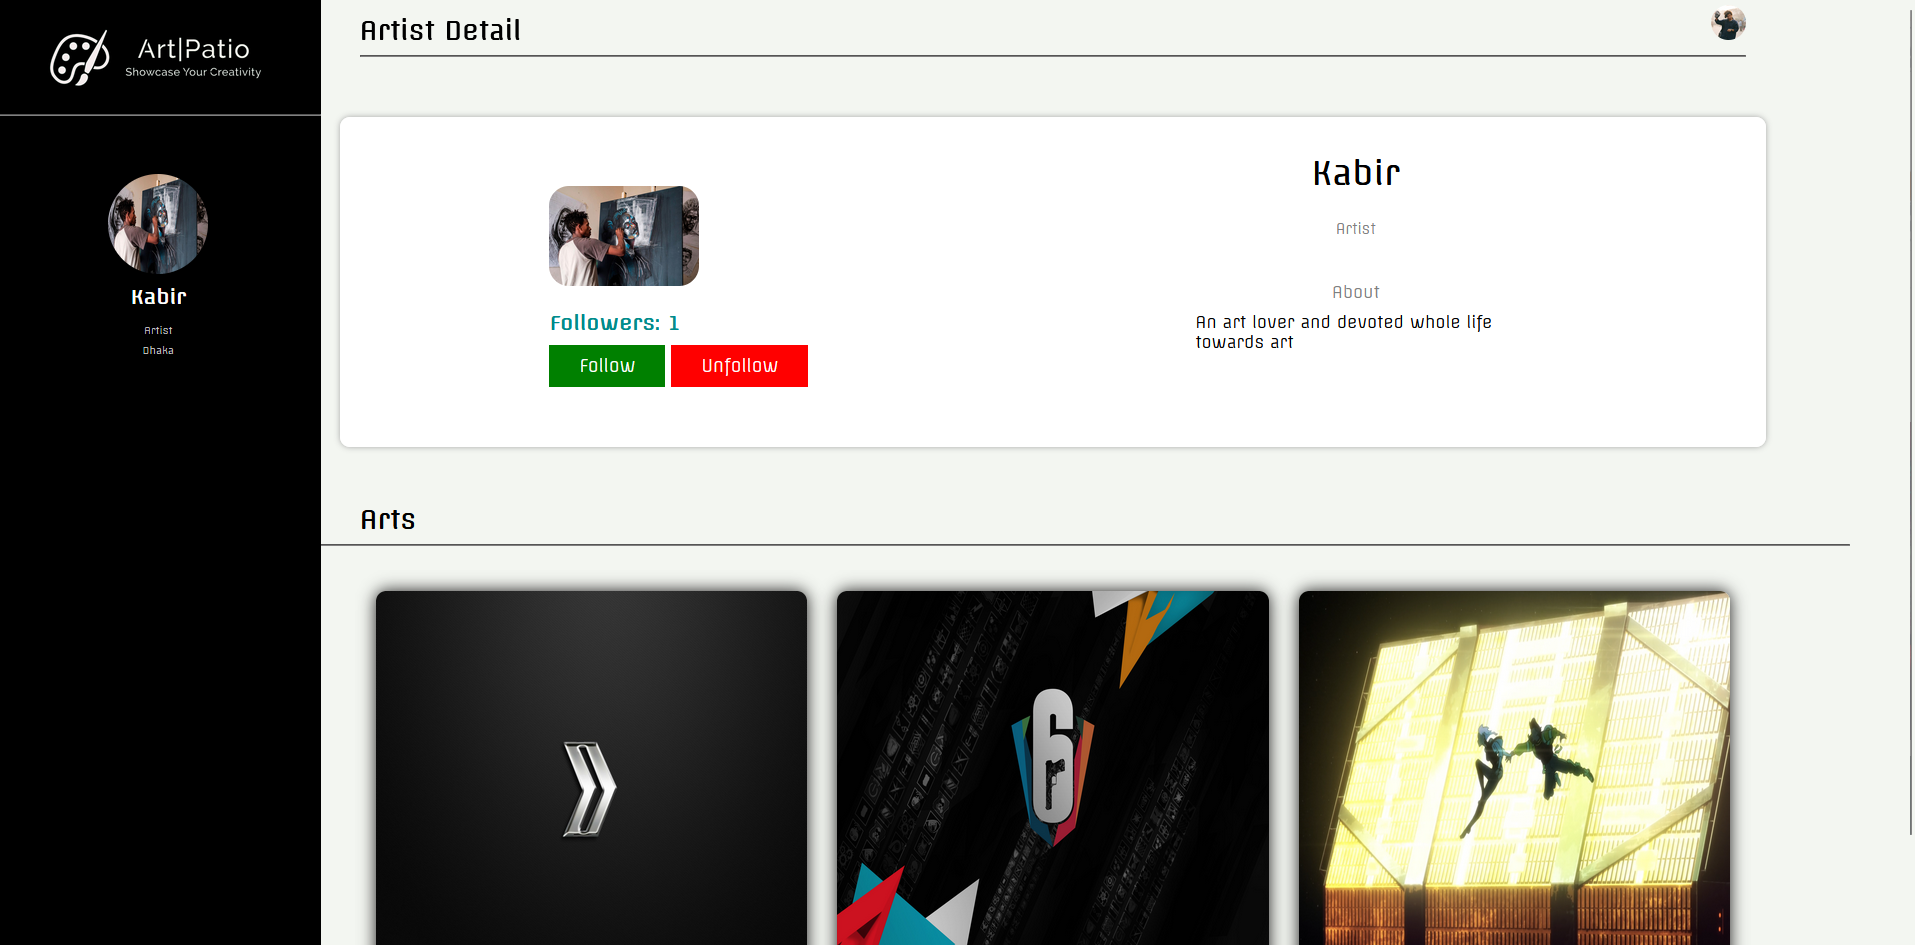 Art|Patio
Showcase Your Creativity
Kabir
Artist
Dhaka
Artist Detail
Followers: 1
Follow
Unfollow
Kabir
Artist
About
An art lover and devoted whole life
towards art
Arts
6